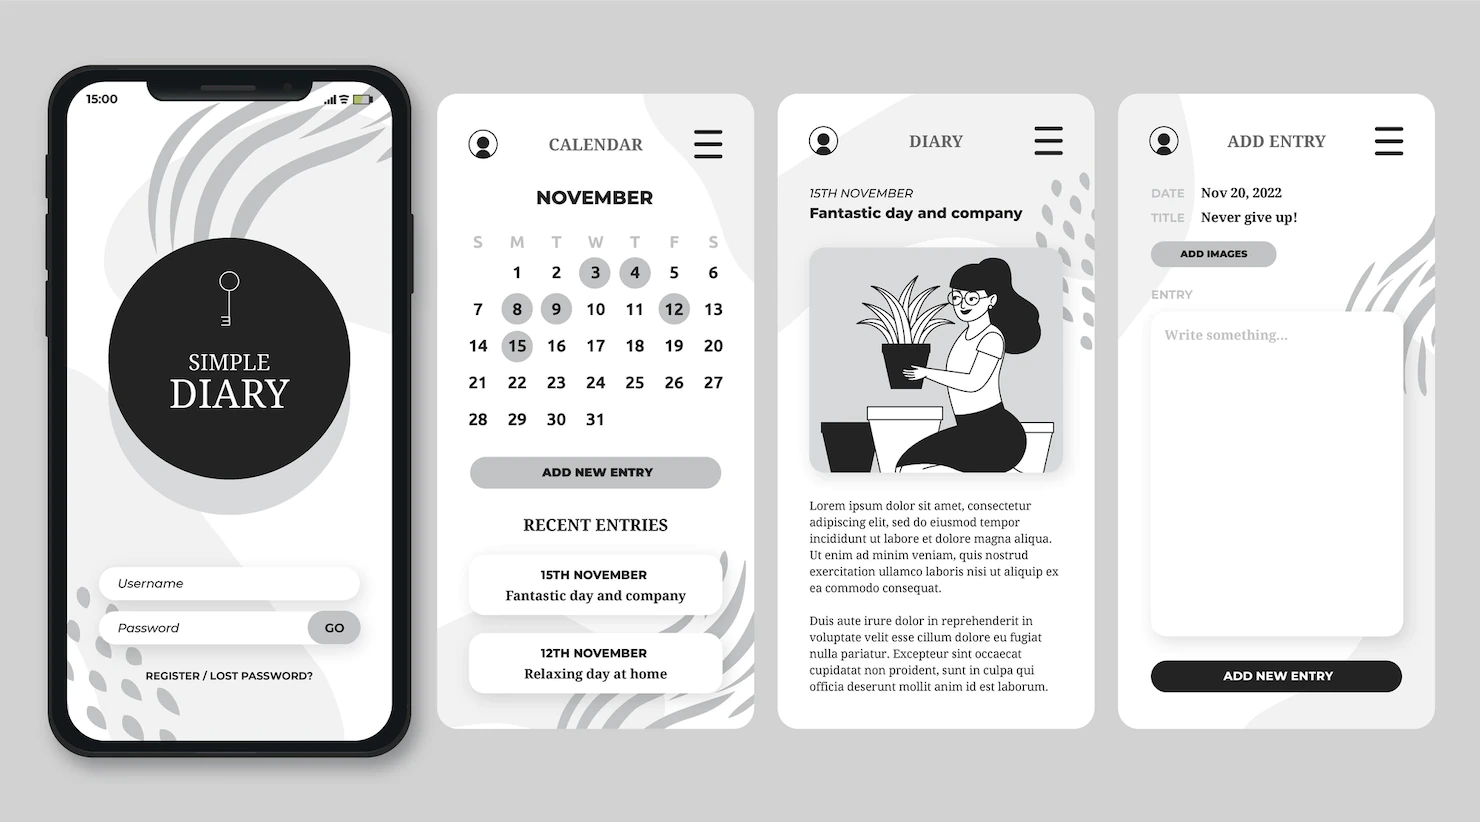 15:00
SIMPLE
DIARY
Username
Password
GO
REGISTER / LOST PASSWORD?
CALENDAR
NOVEMBER
S M T W T F S
1 2 3 4 5 6
7 8 9 10 11 12 13
14 15 16 17 18 19 20
21 22 23 24 25 26 27
28 29 30 31
ADD NEW ENTRY
RECENT ENTRIES
15TH NOVEMBER
Fantastic day and company
12TH NOVEMBER
Relaxing day at home
DIARY
15TH NOVEMBER
Fantastic day and company
Lorem ipsum dolor sit amet, consectetur
adipiscing elit, sed do eiusmod tempor
incididunt ut labore et dolore magna aliqua.
Ut enim ad minim veniam, quis nostrud
exercitation ullamco laboris nisi ut aliquip ex
ea commodo consequat.
Duis aute irure dolor in reprehenderit in
voluptate velit esse cillum dolore eu fugiat
nulla pariatur. Excepteur sint occaecat
cupidatat non proident, sunt in culpa qui
officia deserunt mollit anim id est laborum.
ADD ENTRY
DATE Nov 20, 2022
TITLE Never give up!
ADD IMAGES
ENTRY
Write something...
ADD NEW ENTRY